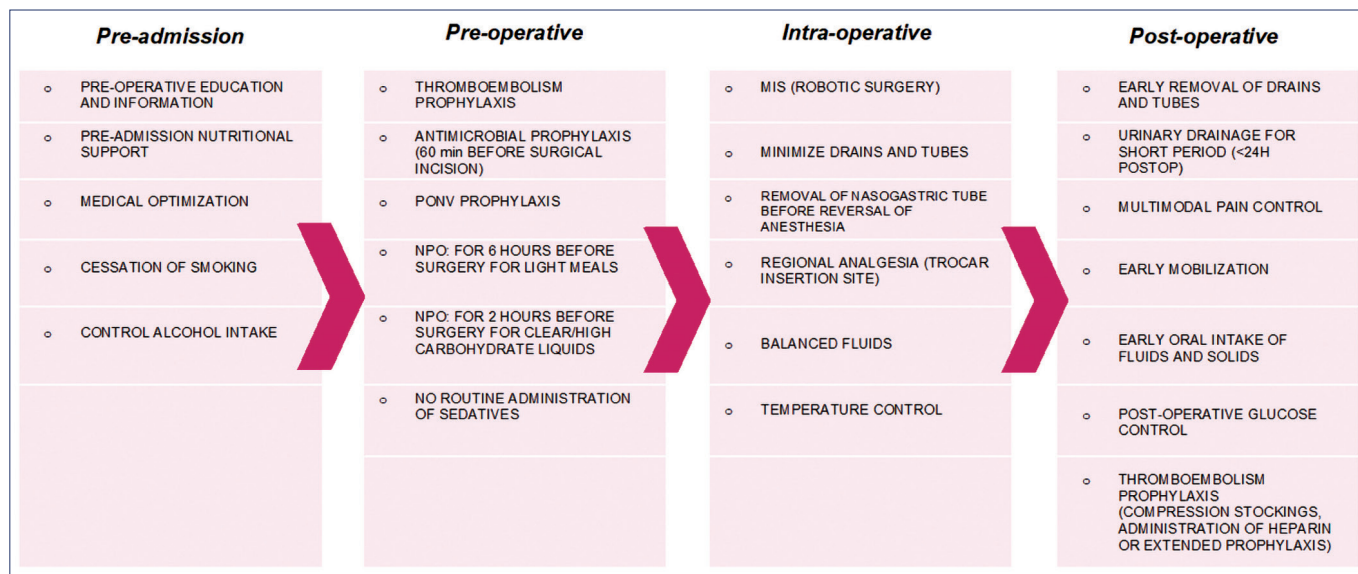 Pre-admission
PRE-OPERATIVE EDUCATION
AND INFORMATION
PRE-ADMISSION NUTRITIONAL
SUPPORT
MEDICAL OPTIMIZATION
CESSATION OF SMOKING
CONTROL ALCOHOL INTAKE
Pre-operative
THROMBOEMBOLISM
PROPHYLAXIS
ANTIMICROBIAL PROPHYLAXIS
(60 min BEFORE SURGICAL
INCISION)
PONV PROPHYLAXIS
NPO: FOR 6 HOURS BEFORE
SURGERY FOR LIGHT MEALS
NPO: FOR 2 HOURS BEFORE
SURGERY FOR CLEAR/HIGH
CARBOHYDRATE LIQUIDS
NO ROUTINE ADMINISTRATION
OF SEDATIVES
Intra-operative
MIS (ROBOTIC SURGERY)
MINIMIZE DRAINS AND TUBES
REMOVAL OF NASOGASTRIC TUBE
BEFORE REVERSAL OF
ANESTHESIA
REGIONAL ANALGESIA (TROCAR
INSERTION SITE)
BALANCED FLUIDS
TEMPERATURE CONTROL
Post-operative
EARLY REMOVAL OF DRAINS
AND TUBES
URINARY DRAINAGE FOR
SHORT PERIOD (<24H
POSTOP)
MULTIMODAL PAIN CONTROL
EARLY MOBILIZATION
EARLY ORAL INTAKE OF
FLUIDS AND SOLIDS
POST-OPERATIVE GLUCOSE
CONTROL
THROMBOEMBOLISM
PROPHYLAXIS
(COMPRESSION STOCKINGS,
ADMINISTRATION OF HEPARIN
OR EXTENDED PROPHYLAXIS)